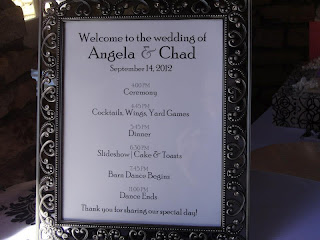 Welcome to the wedding of
Angela & Chad
September 14, 2012
4:00 PM
Ceremony
4:45 PM
Cocktails, Wings, Yard Games
5:45 PM
Dinner
6:30 PM
Slideshow | Cake & Toasts
7:45 PM
Barn Dance Begins
11:00 PM
Dance Ends
Thank you for sharing our special day!